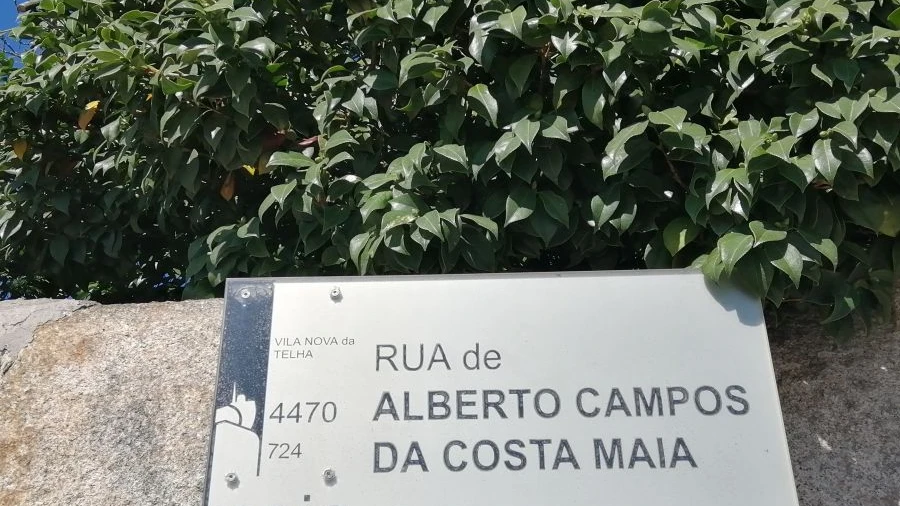 VILA NOVA da
TELHA
4470
724
RUA de
ALBERTO CAMPOS
DA COSTA MAIA